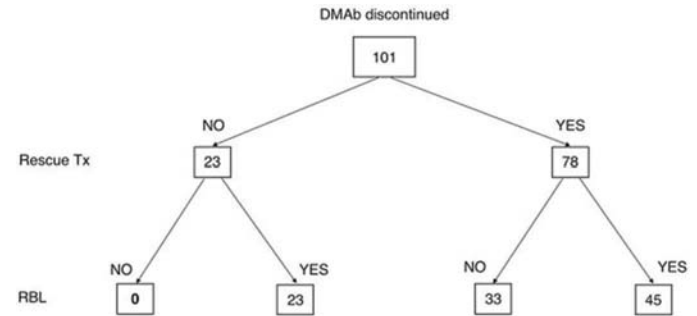 DMAb discontinued
101
NO
YES
Rescue Tx
23
78
NO
YES
NO
YES
RBL
0
23
33
45